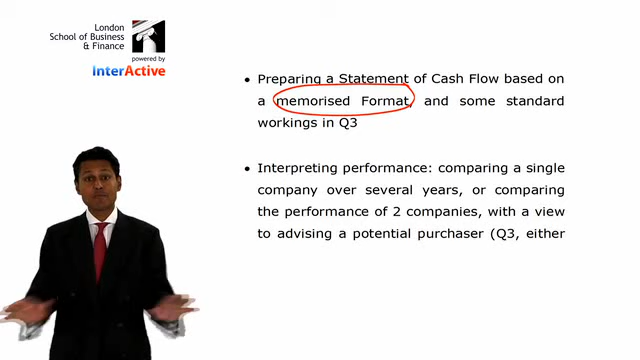 London
School of Business
& Finance
powered by
InterActive
• Preparing a Statement of Cash Flow based on
a memorised Format, and some standard
workings in Q3
• Interpreting performance: comparing a single
company over several years, or comparing
the performance of 2 companies, with a view
to advising a potential purchaser (Q3, either